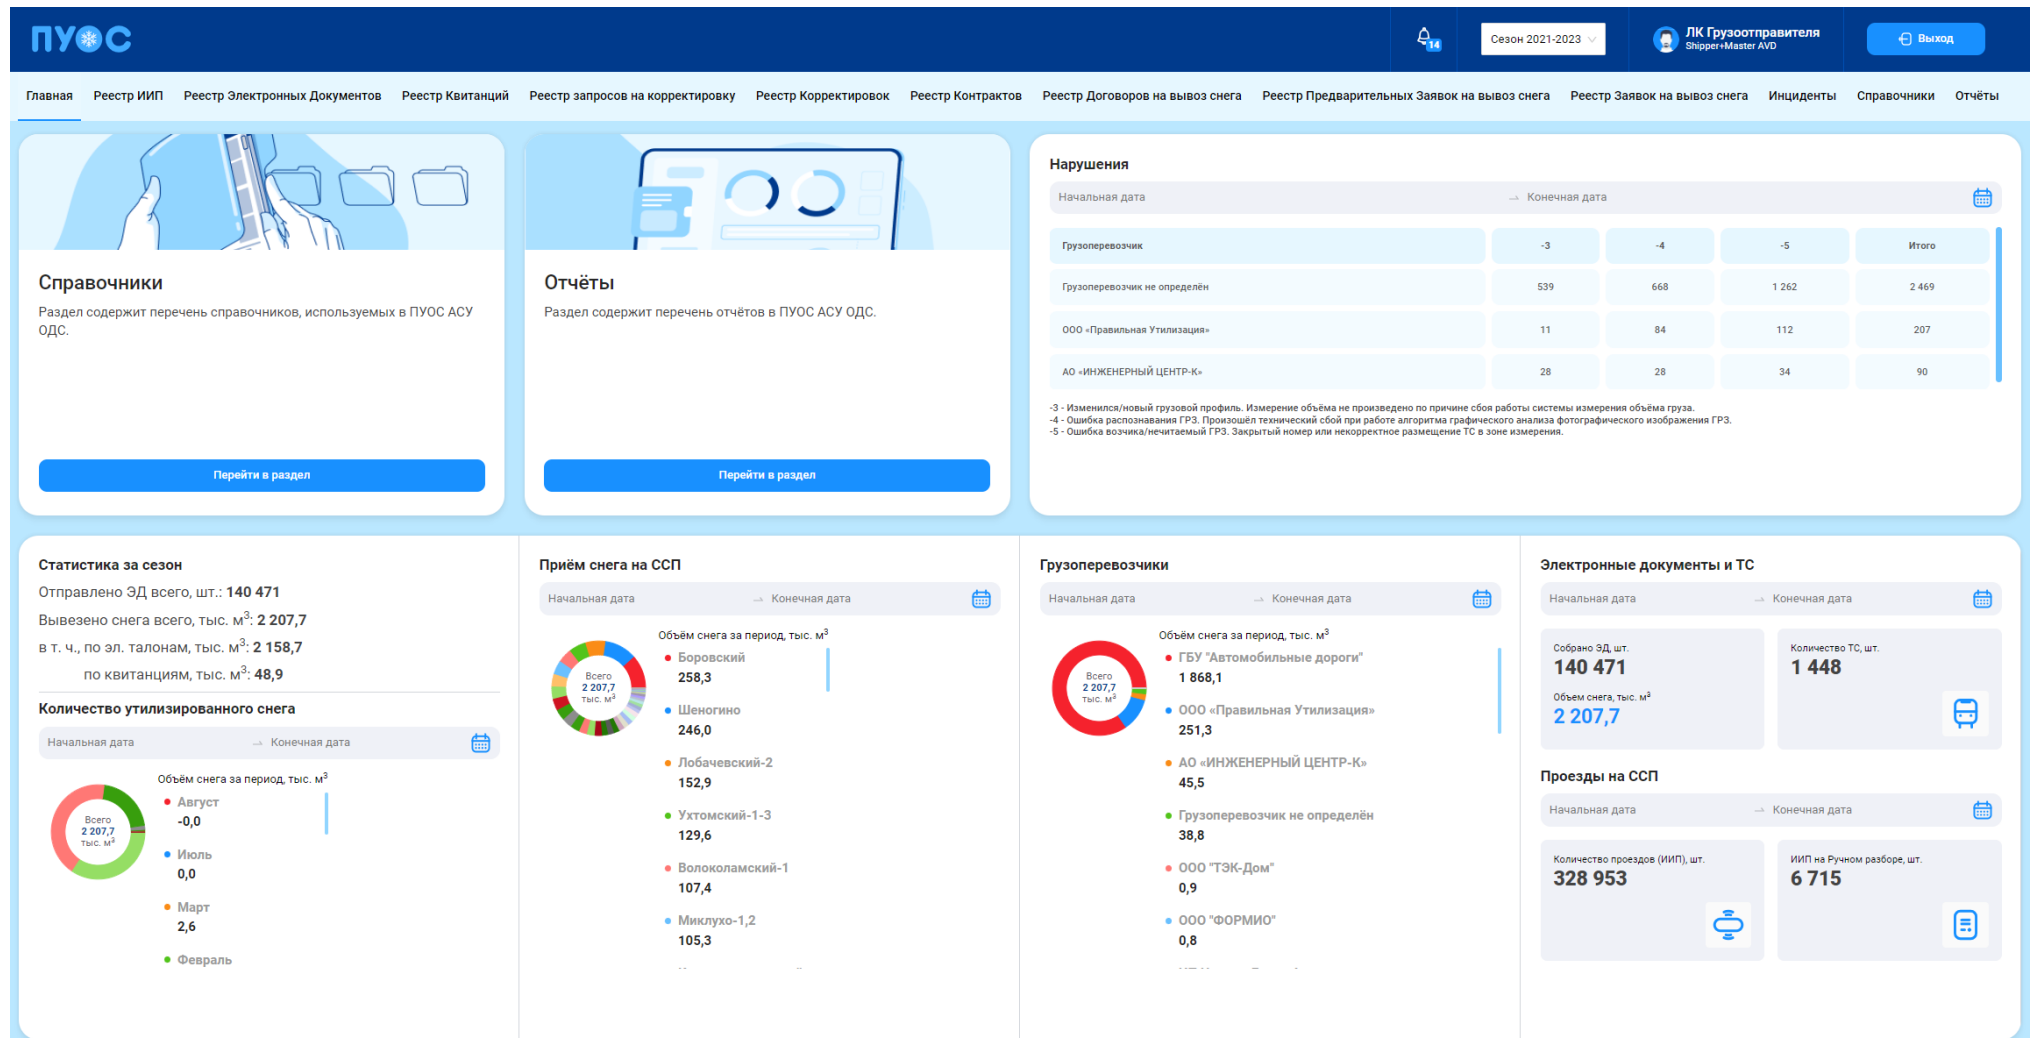 ПУОС
14
Сезон 2021-2023
ЛК Грузоотправителя
Shipper+Master AVD
Выход
Главная
Реестр ИИП
Реестр Электронных Документов
Реестр Квитанций
Реестр запросов на корректировку
Реестр Корректировок
Реестр Контрактов
Реестр Договоров на вывоз снега
Реестр Предварительных Заявок на вывоз снега
Реестр Заявок на вывоз снега
Инциденты
Справочники
Отчёты
Справочники
Раздел содержит перечень справочников, используемых в ПУОС АСУ
ОДС.
Перейти в раздел
Отчёты
Раздел содержит перечень отчётов в ПУОС АСУ ОДС.
Перейти в раздел
Нарушения
Начальная дата → Конечная дата
Грузоперевозчик -3 -4 -5 Итого
Грузоперевозчик не определён 539 668 1 262 2 469
ООО «Правильная Утилизация» 11 84 112 207
АО «ИНЖЕНЕРНЫЙ ЦЕНТР-К» 28 28 34 90
-3 - Изменился/новый грузовой профиль. Измерение объёма не произведено по причине сбоя работы системы измерения объёма груза.
-4 - Ошибка распознавания ГРЗ. Произошёл технический сбой при работе алгоритма графического анализа фотографического изображения ГРЗ.
-5 - Ошибка возчика/нечитаемый ГРЗ. Закрытый номер или некорректное размещение ТС в зоне измерения.
Статистика за сезон
Отправлено ЭД всего, шт.: 140 471
Вывезено снега всего, тыс. м³: 2 207,7
в т. ч., по эл. талонам, тыс. м³: 2 158,7
по квитанциям, тыс. м³: 48,9
Количество утилизированного снега
Начальная дата → Конечная дата
Объём снега за период, тыс. м³
Всего
2 207,7
тыс. м³
Август
-0,0
Июль
0,0
Март
2,6
Февраль
Приём снега на ССП
Начальная дата → Конечная дата
Объём снега за период, тыс. м³
Всего
2 207,7
тыс. м³
Боровский
258,3
Шеногино
246,0
Лобачевский-2
152,9
Ухтомский-1-3
129,6
Волоколамский-1
107,4
Миклухо-1,2
105,3
Грузоперевозчики
Начальная дата → Конечная дата
Объём снега за период, тыс. м³
Всего
2 207,7
тыс. м³
ГБУ "Автомобильные дороги"
1 868,1
ООО «Правильная Утилизация»
251,3
АО «ИНЖЕНЕРНЫЙ ЦЕНТР-К»
45,5
Грузоперевозчик не определён
38,8
ООО "ТЭК-Дом"
0,9
ООО "ФОРМИО"
0,8
Электронные документы и ТС
Начальная дата → Конечная дата
Собрано ЭД, шт.
140 471
Объем снега, тыс. м³
2 207,7
Количество ТС, шт.
1 448
Проезды на ССП
Начальная дата → Конечная дата
Количество проездов (ИИП), шт.
328 953
ИИП на Ручном разборе, шт.
6 715